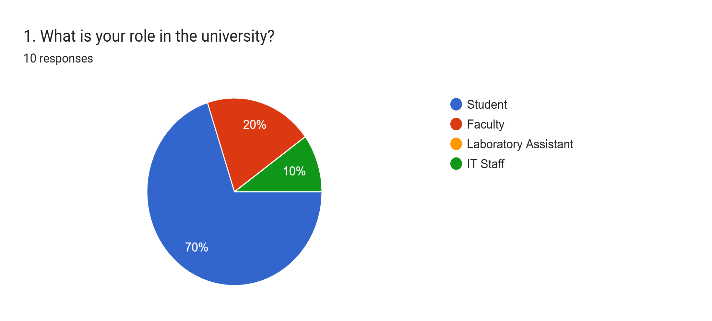 1. What is your role in the university?
10 responses
Student
Faculty
Laboratory Assistant
IT Staff
20%
10%
70%